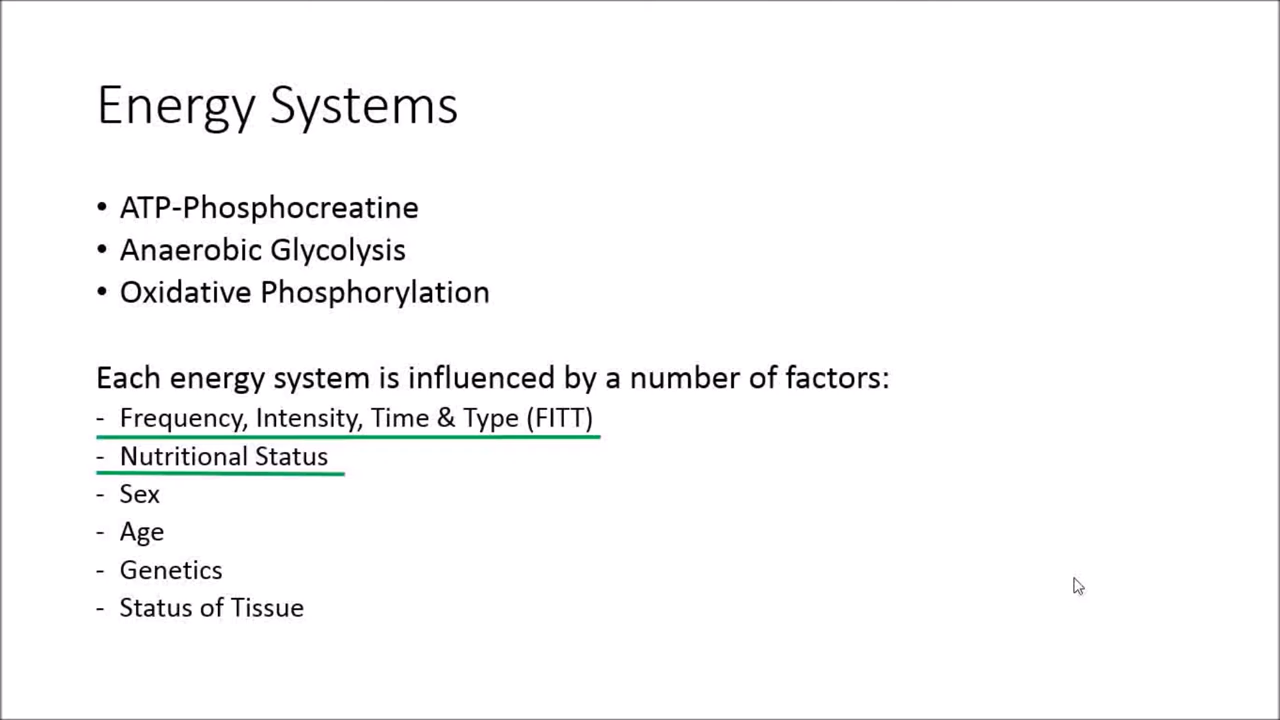 Energy Systems
• ATP-Phosphocreatine
• Anaerobic Glycolysis
• Oxidative Phosphorylation
Each energy system is influenced by a number of factors:
- Frequency, Intensity, Time & Type (FITT)
- Nutritional Status
- Sex
- Age
- Genetics
- Status of Tissue